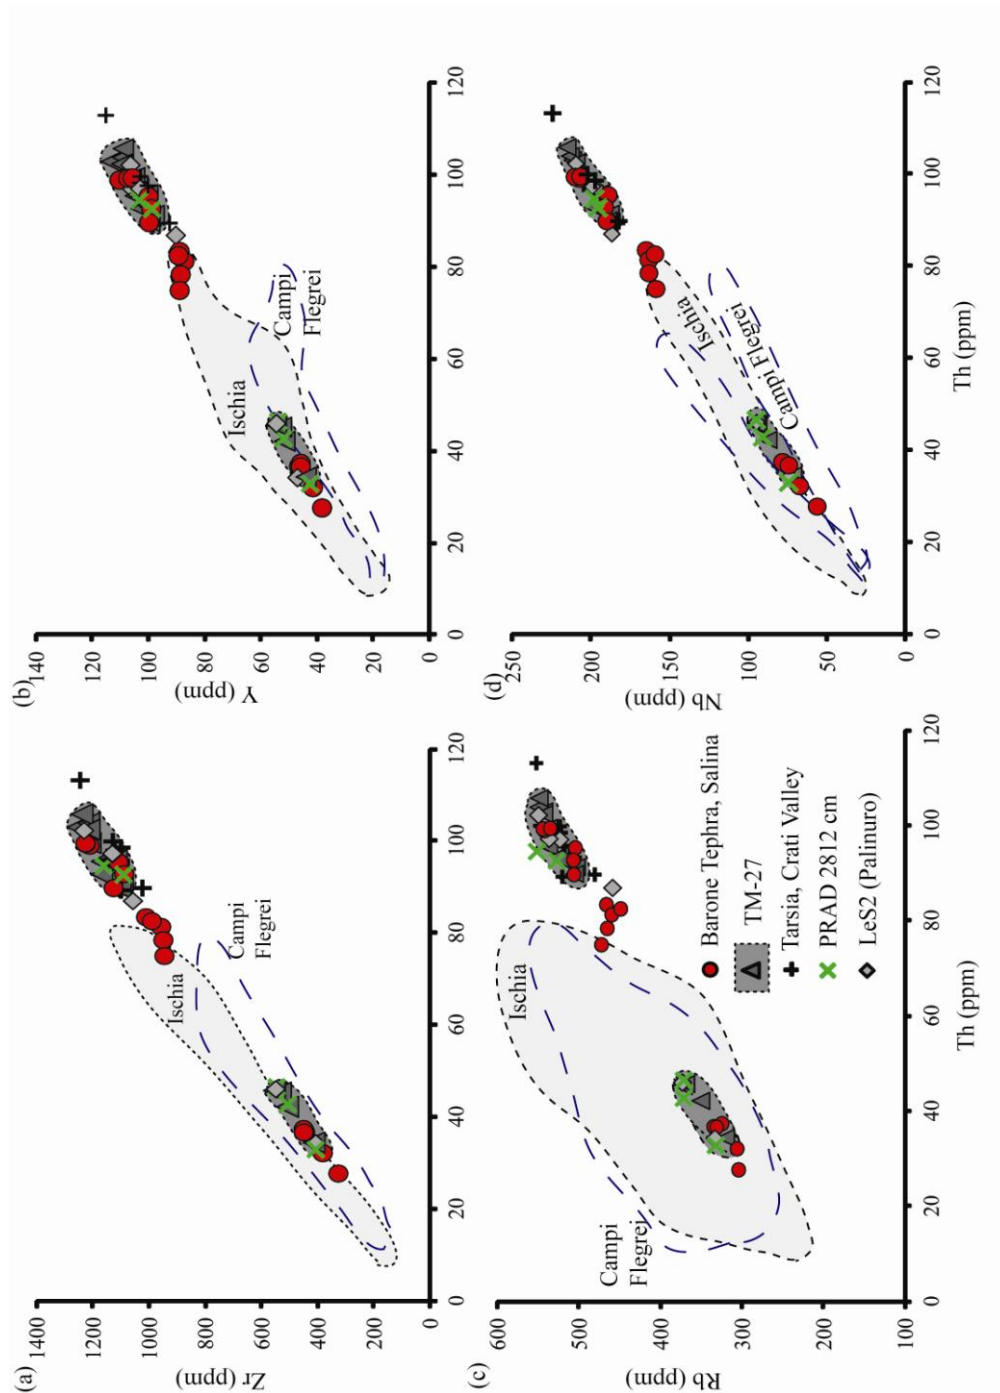 (a)
1400
1200
1000
800
600
400
200
0
Zr (ppm)
Ischia
Campi
Flegrei
0
20
40
60
80
100
120
(b)
140
120
100
80
60
40
20
0
Y (ppm)
Ischia
Campi
Flegrei
0
20
40
60
80
100
120
(c)
600
500
400
300
200
100
Rb (ppm)
Campi
Flegrei
Ischia
0
20
40
60
80
100
120
Th (ppm)
Barone Tephra, Salina
TM-27
Tarsia, Crati Valley
PRAD 2812 cm
LeS2 (Palinuro)
(d)
250
200
150
100
50
0
Nb (ppm)
Ischia
Campi Flegrei
0
20
40
60
80
100
120
Th (ppm)